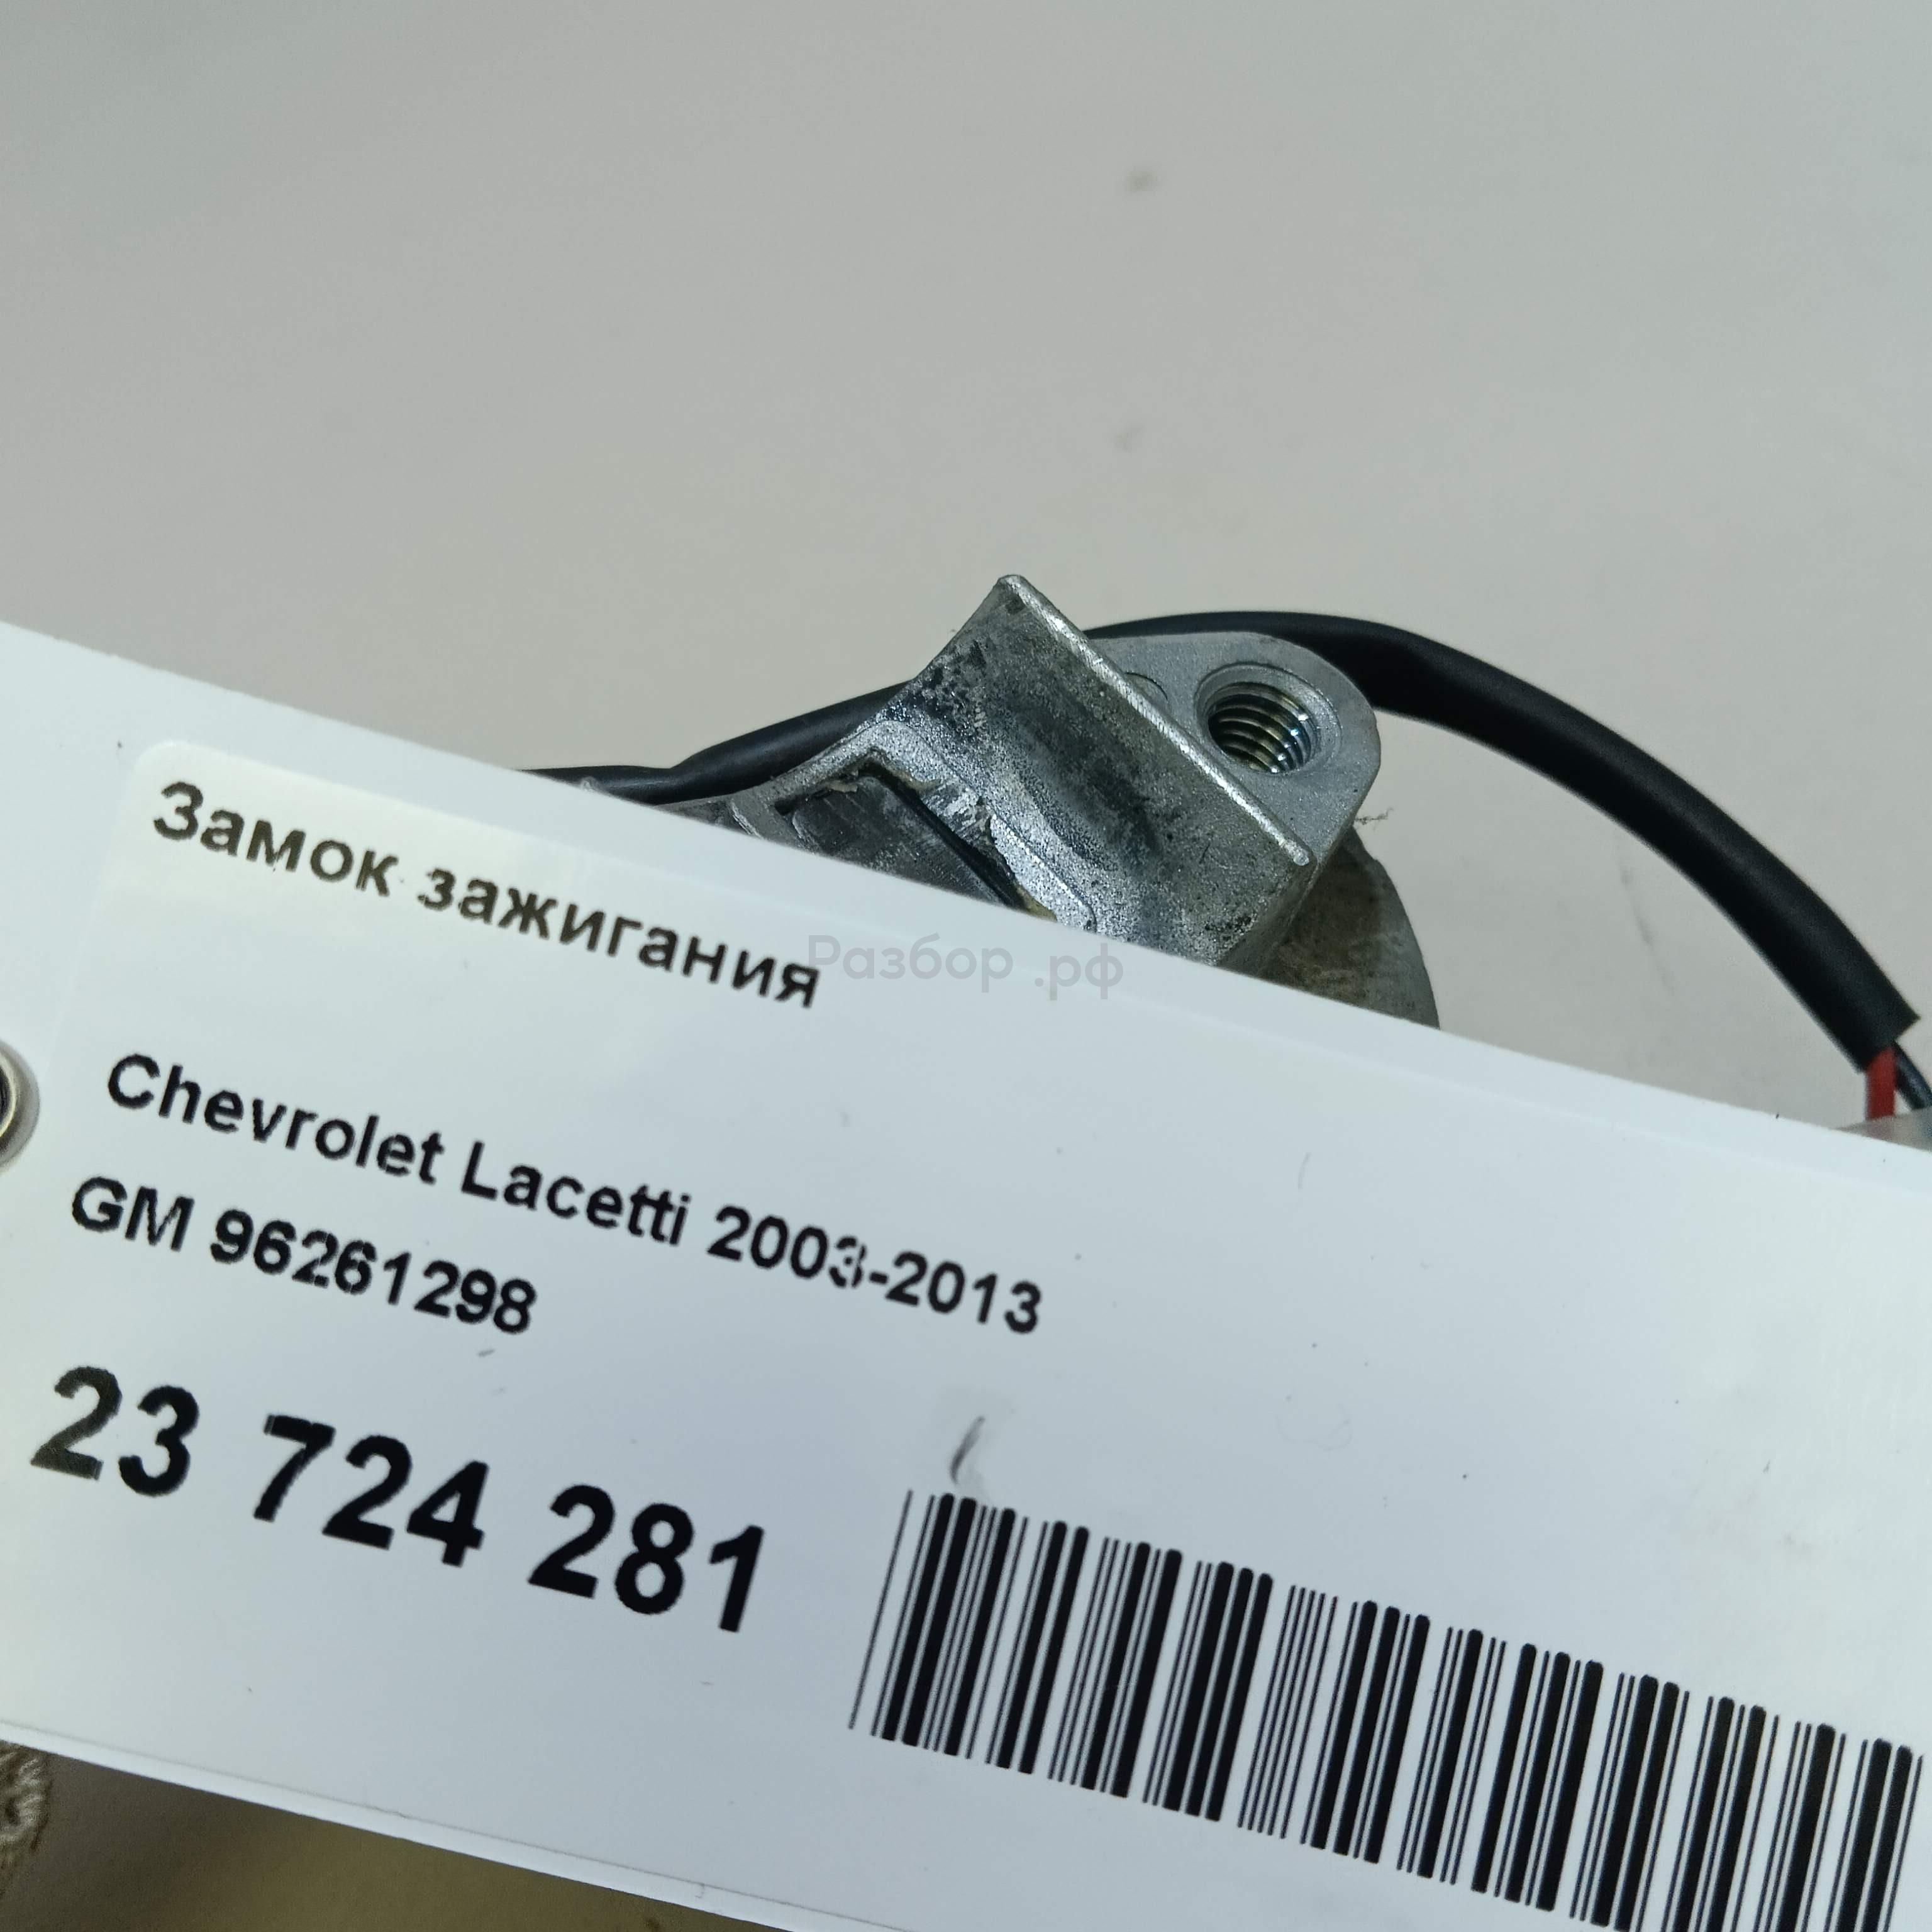 Замок зажигания
Разбор.рф
Chevrolet Lacetti 2003-2013
GM 96261298
23 724 281